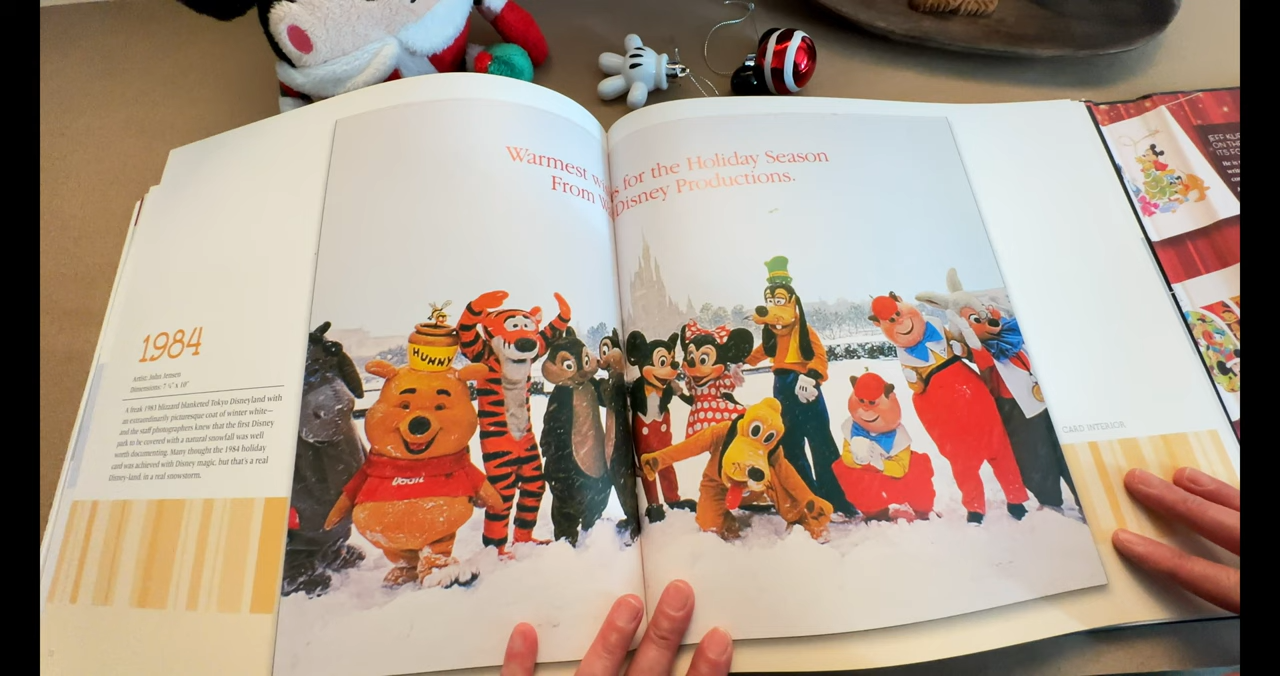 Warmest for the Holiday Season
From Disney Productions.
HUNNY
POOH
1984
Artist: John Jensen
Dimensions: 7 ¼" x 10"
A freak 1983 blizzard blanketed Tokyo Disneyland with
an extraordinarily picturesque coat of winter white—
and the staff photographers knew that the first Disney
park to be covered with a natural snowfall was well
worth documenting. Many thought the 1984 holiday
card was achieved with Disney magic, but that's a real
Disney-land, in a real snowstorm.
CARD INTERIOR